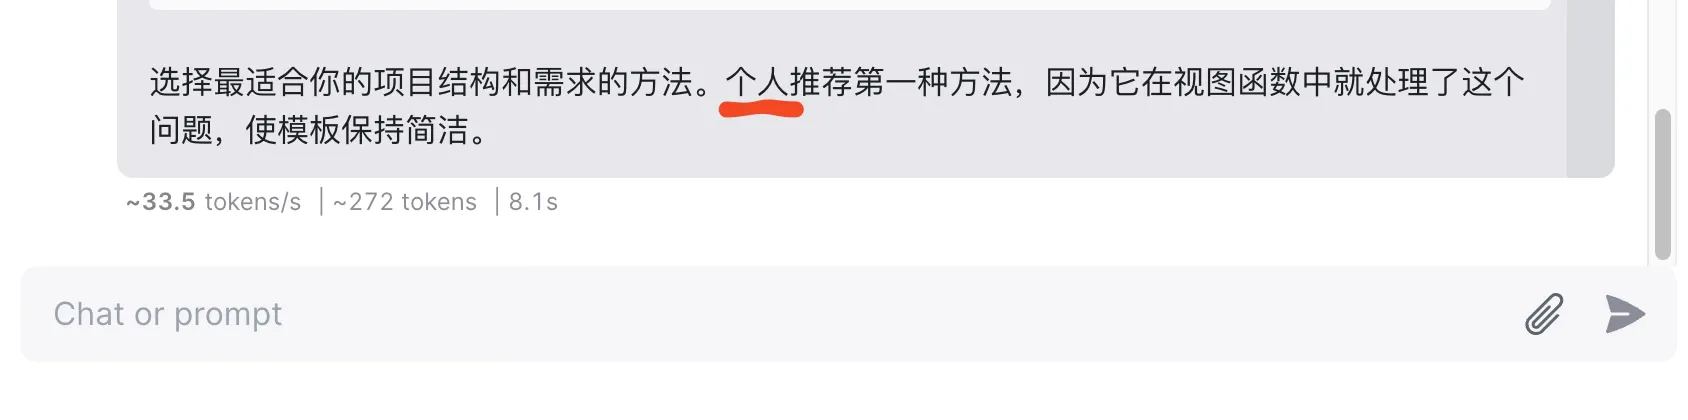 选择最适合你的项目结构和需求的方法。个人推荐第一种方法，因为它在视图函数中就处理了这个
问题，使模板保持简洁。
~33.5 tokens/s | ~272 tokens | 8.1s
Chat or prompt